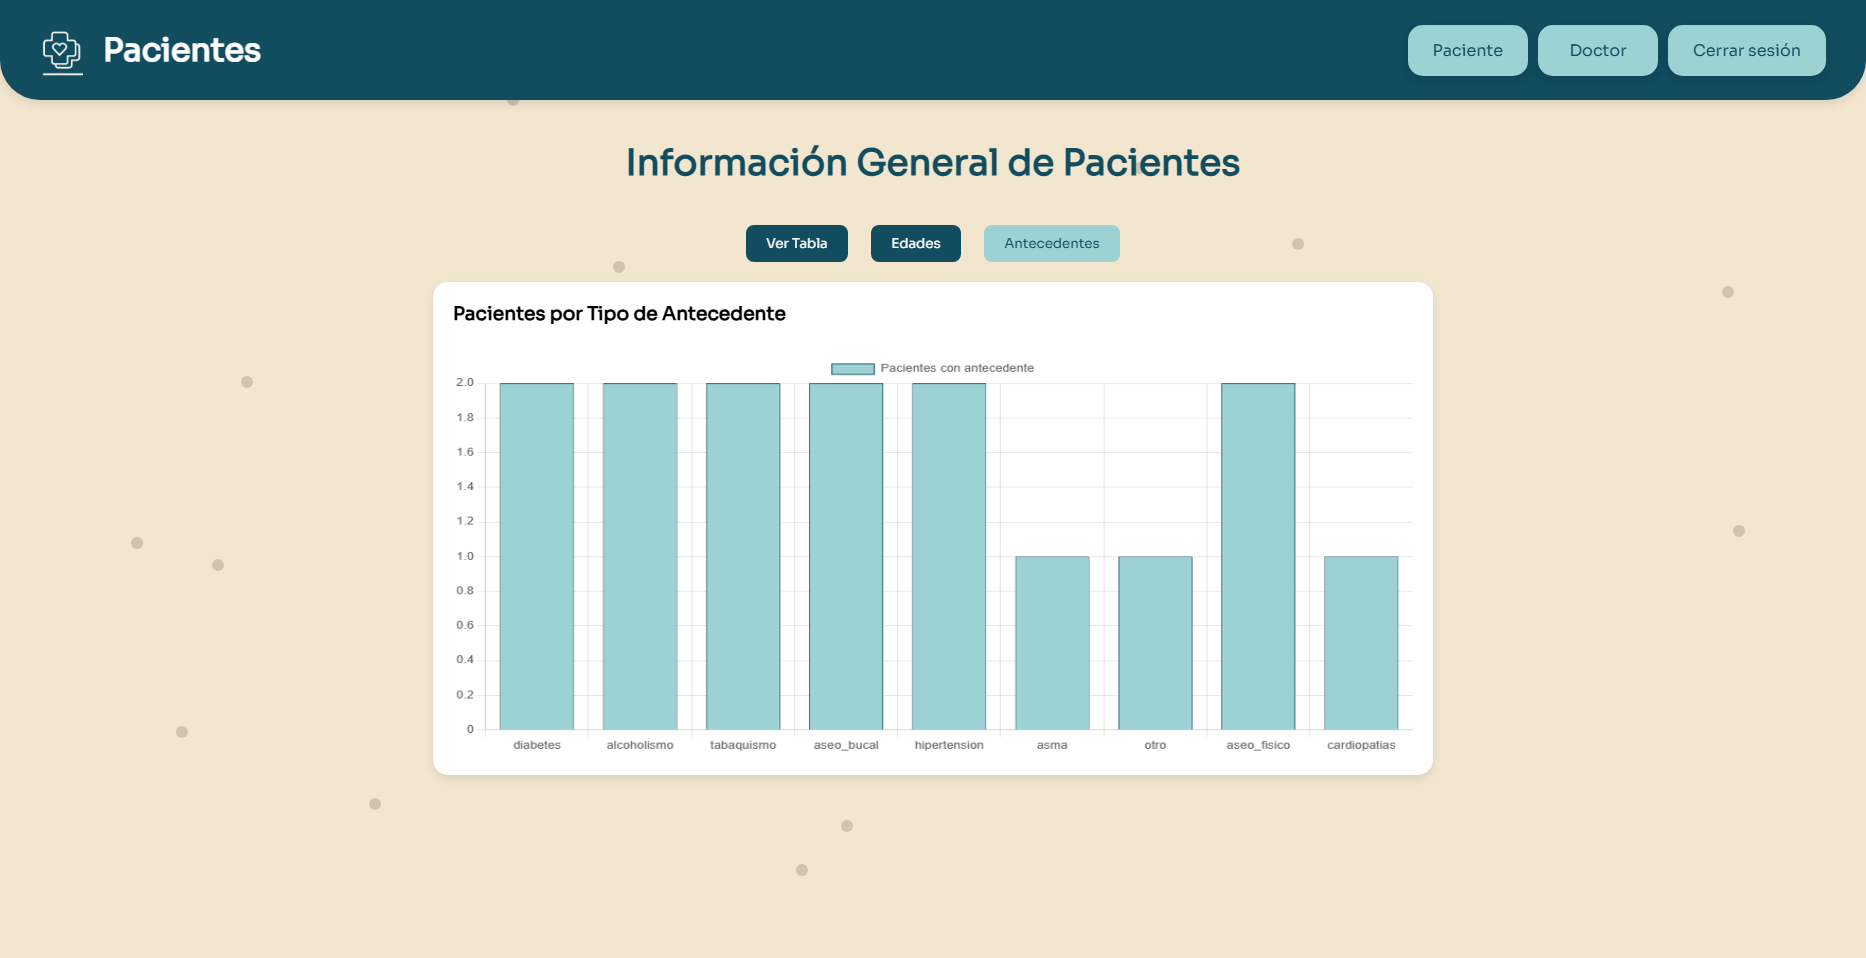 Pacientes
Paciente
Doctor
Cerrar sesión
Información General de Pacientes
Ver Tabla
Edades
Antecedentes
Pacientes por Tipo de Antecedente
Pacientes con antecedente
2.0
1.8
1.6
1.4
1.2
1.0
0.8
0.6
0.4
0.2
0
diabetes
alcoholismo
tabaquismo
aseo_bucal
hipertension
asma
otro
aseo_fisico
cardiopatias